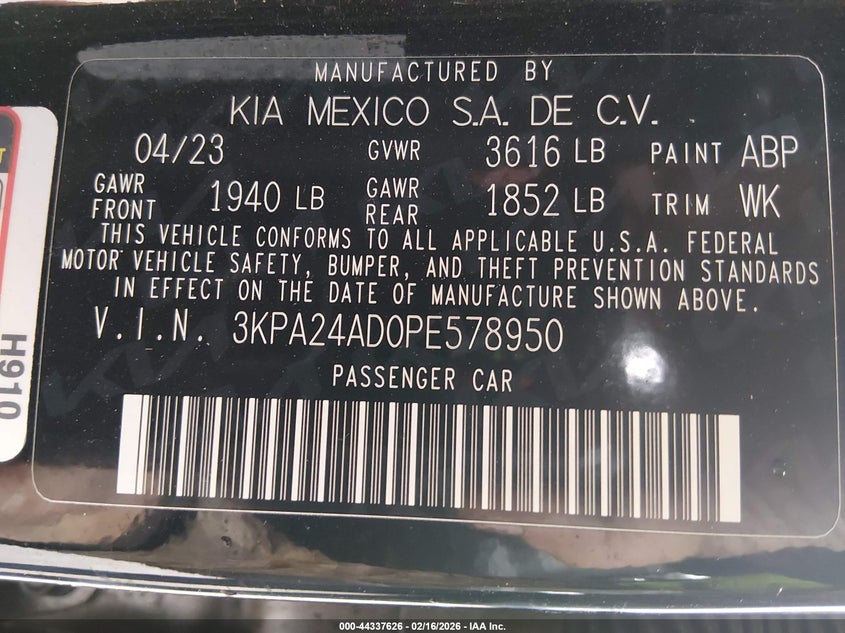 MANUFACTURED BY
KIA MEXICO S.A. DE C.V.
04/23 GVWR 3616 LB PAINT ABP
GAWR FRONT 1940 LB GAWR REAR 1852 LB TRIM WK
THIS VEHICLE CONFORMS TO ALL APPLICABLE U.S.A. FEDERAL
MOTOR VEHICLE SAFETY, BUMPER, AND THEFT PREVENTION STANDARDS
IN EFFECT ON THE DATE OF MANUFACTURE SHOWN ABOVE.
V.I.N. 3KPA24AD0PE578950
PASSENGER CAR
H910
000-44337626 - 02/16/2026 - IAA Inc.